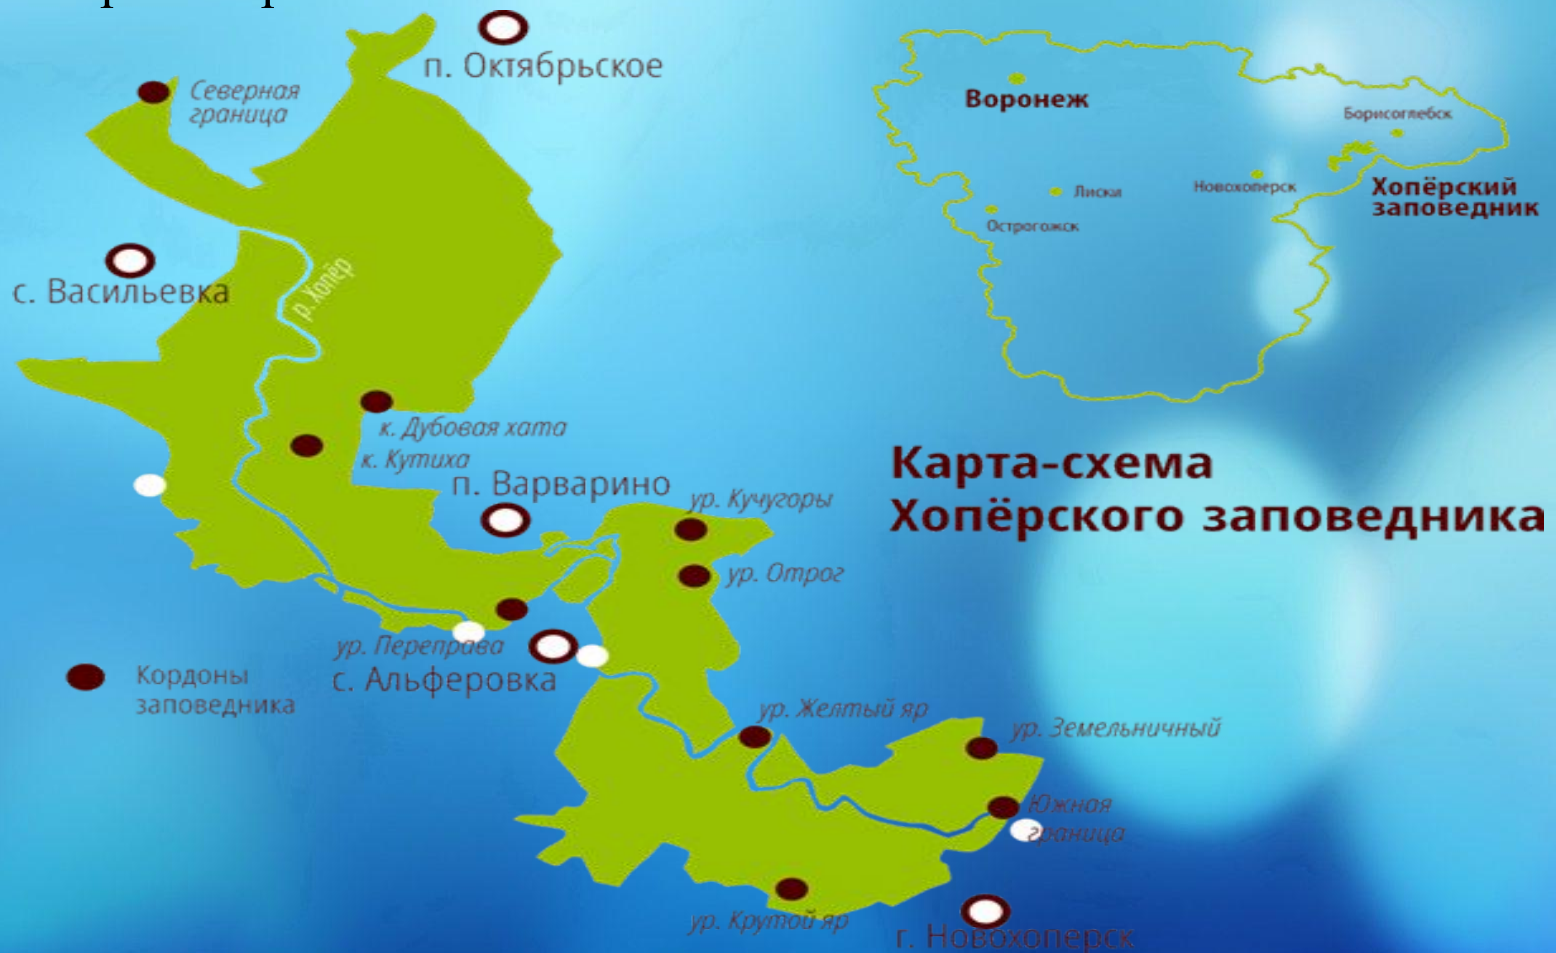 п. Октябрьское
Северная
граница
с. Васильевка
р. Хопёр
к. Дубовая хата
к. Кутиха
п. Варварино
ур. Кучугоры
ур. Отрог
ур. Переправа
с. Альферовка
Кордоны
заповедника
ур. Желтый яр
ур. Земельничный
Южная
граница
ур. Крутой яр
г. Новохоперск
Воронеж
Борисоглебск
Лиски
Новохоперск
Острогожск
Хопёрский
заповедник
Карта-схема
Хопёрского заповедника